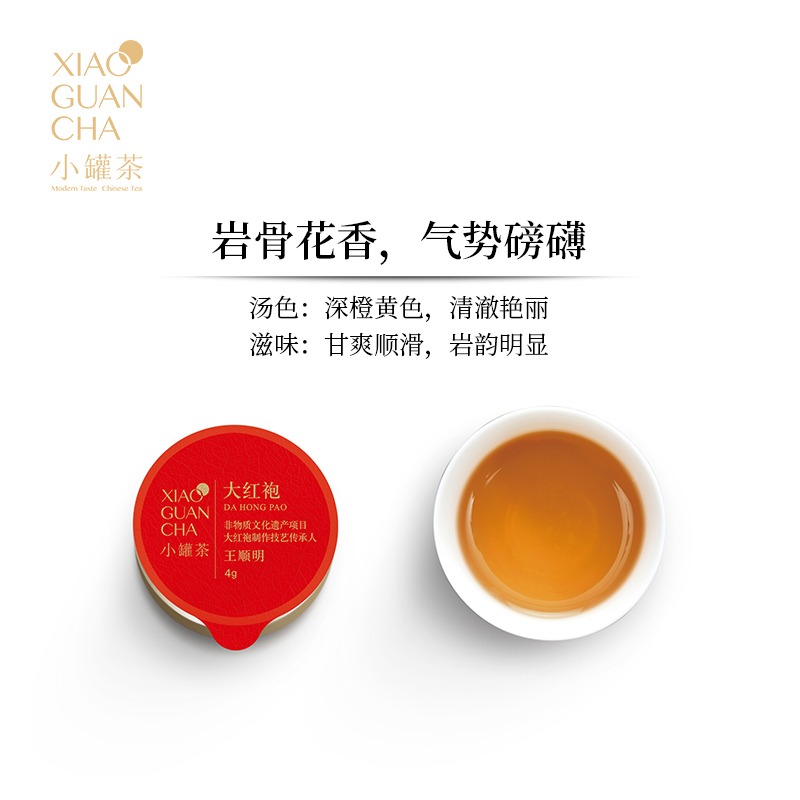 XIAO
GUAN
CHA
小罐茶
Modern Taste Chinese Tea
岩骨花香，气势磅礴
汤色：深橙黄色，清澈艳丽
滋味：甘爽顺滑，岩韵明显
XIAO
GUAN
CHA
小罐茶
大红袍
DA HONG PAO
非物质文化遗产项目
大红袍制作技艺传承人
王顺明
4g